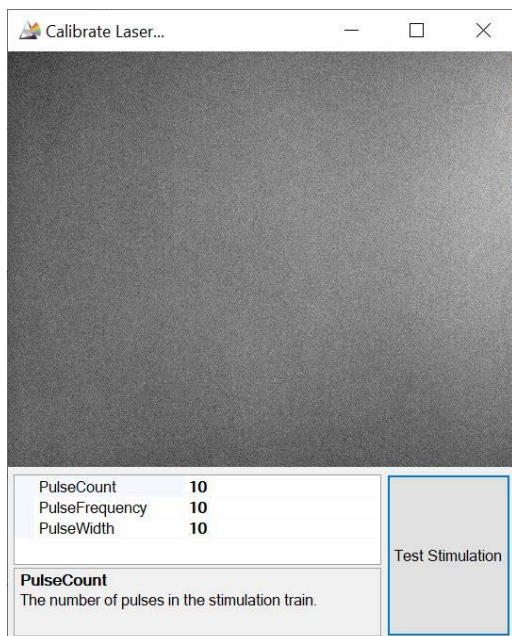 Calibrate Laser...
PulseCount 10
PulseFrequency 10
PulseWidth 10
PulseCount
The number of pulses in the stimulation train.
Test Stimulation